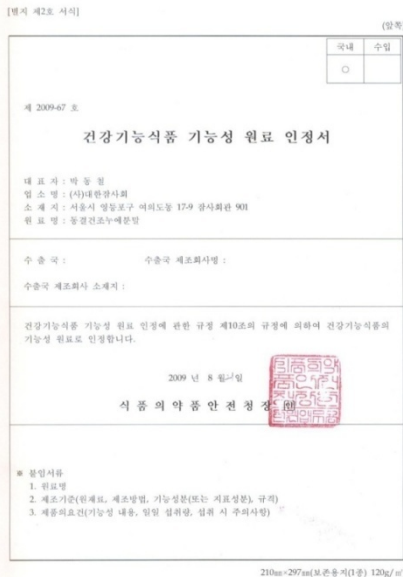 [별지 제2호 서식]
(앞쪽
국내 수입
○
제 2009-67 호
건강기능식품 기능성 원료 인정서
대 표 자 : 박 동 철
업 소 명 : (사)대한잠사회
소 재 지 : 서울시 영등포구 여의도동 17-9 잠사회관 901
원 료 명 : 동결건조누에분말
수 출 국 : 수출국 제조회사명 :
수출국 제조회사 소재지 :
건강기능식품 기능성 원료 인정에 관한 규정 제10조의 규정에 의하여 건강기능식품의
기능성 원료로 인정합니다.
2009 년 8 월 일
식 품 의 약 품 안 전 청 장 인
※ 붙임서류
1. 원료명
2. 제조기준(원재료, 제조방법, 기능성분(또는 지표성분), 규격)
3. 제품의요건(기능성 내용, 일일 섭취량, 섭취 시 주의사항)
210㎜×297㎜(보존용지(1종) 120g/㎡